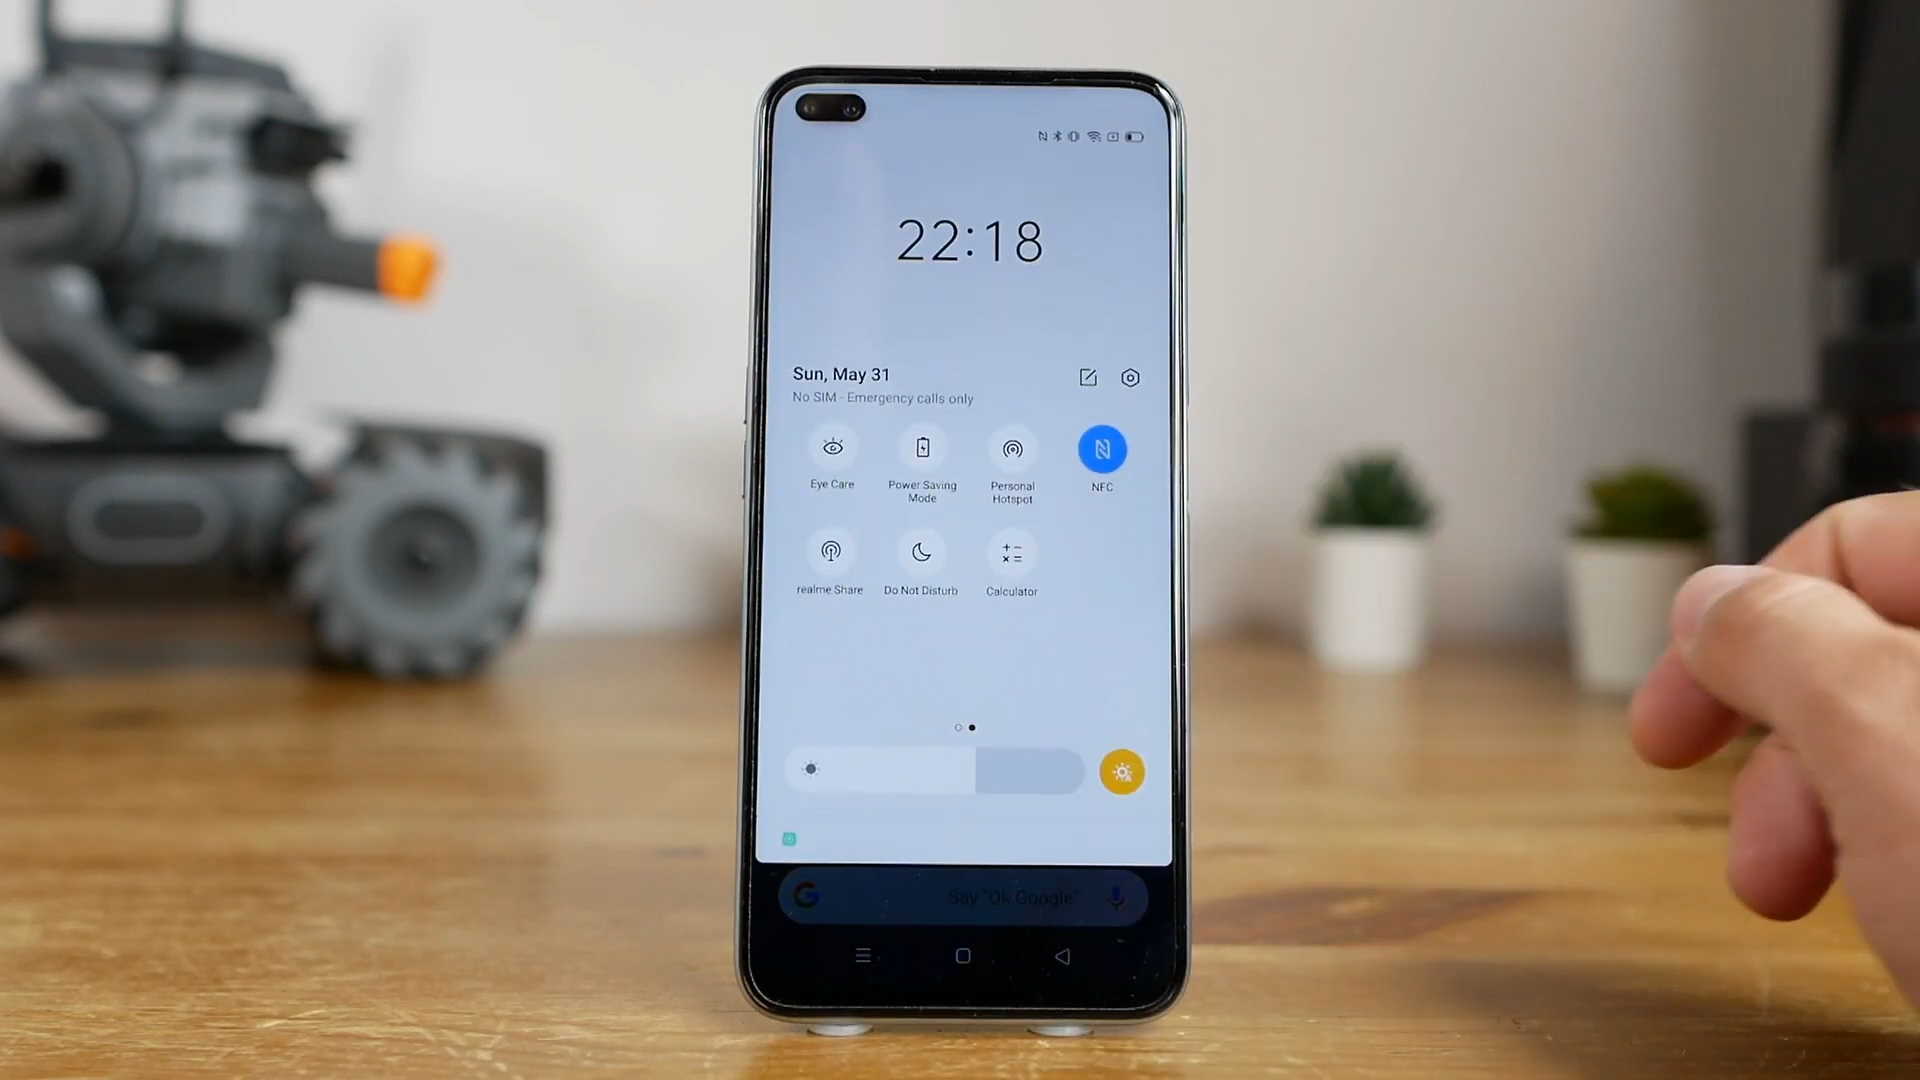 22:18
Sun, May 31
No SIM - Emergency calls only
Eye Care
Power Saving
Mode
Personal
Hotspot
NFC
realme Share
Do Not Disturb
Calculator
Say "Ok Google"